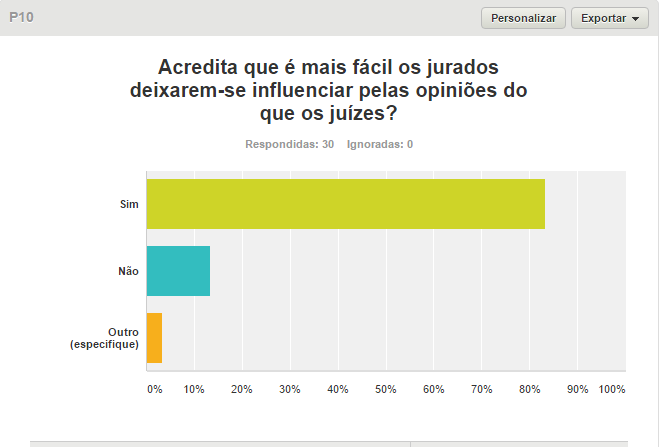 P10
Personalizar
Exportar
Acredita que é mais fácil os jurados
deixarem-se influenciar pelas opiniões do
que os juízes?
Respondidas: 30 Ignoradas: 0
Sim
Não
Outro
(especifique)
0% 10% 20% 30% 40% 50% 60% 70% 80% 90% 100%